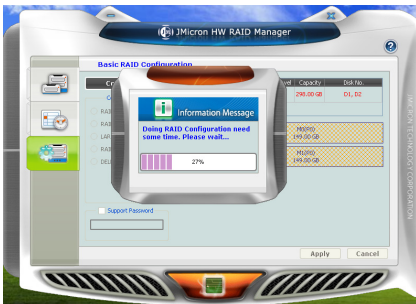 JMicron HW RAID Manager
Basic RAID Configuration
Capacity
Disk No.
298.00 GB
D1, D2
Information Message
Doing RAID Configuration need
some time. Please wait...
27%
149.00 GB
149.00 GB
Support Password
Apply
Cancel
JMICRON TECHNOLOGY CORPORATION